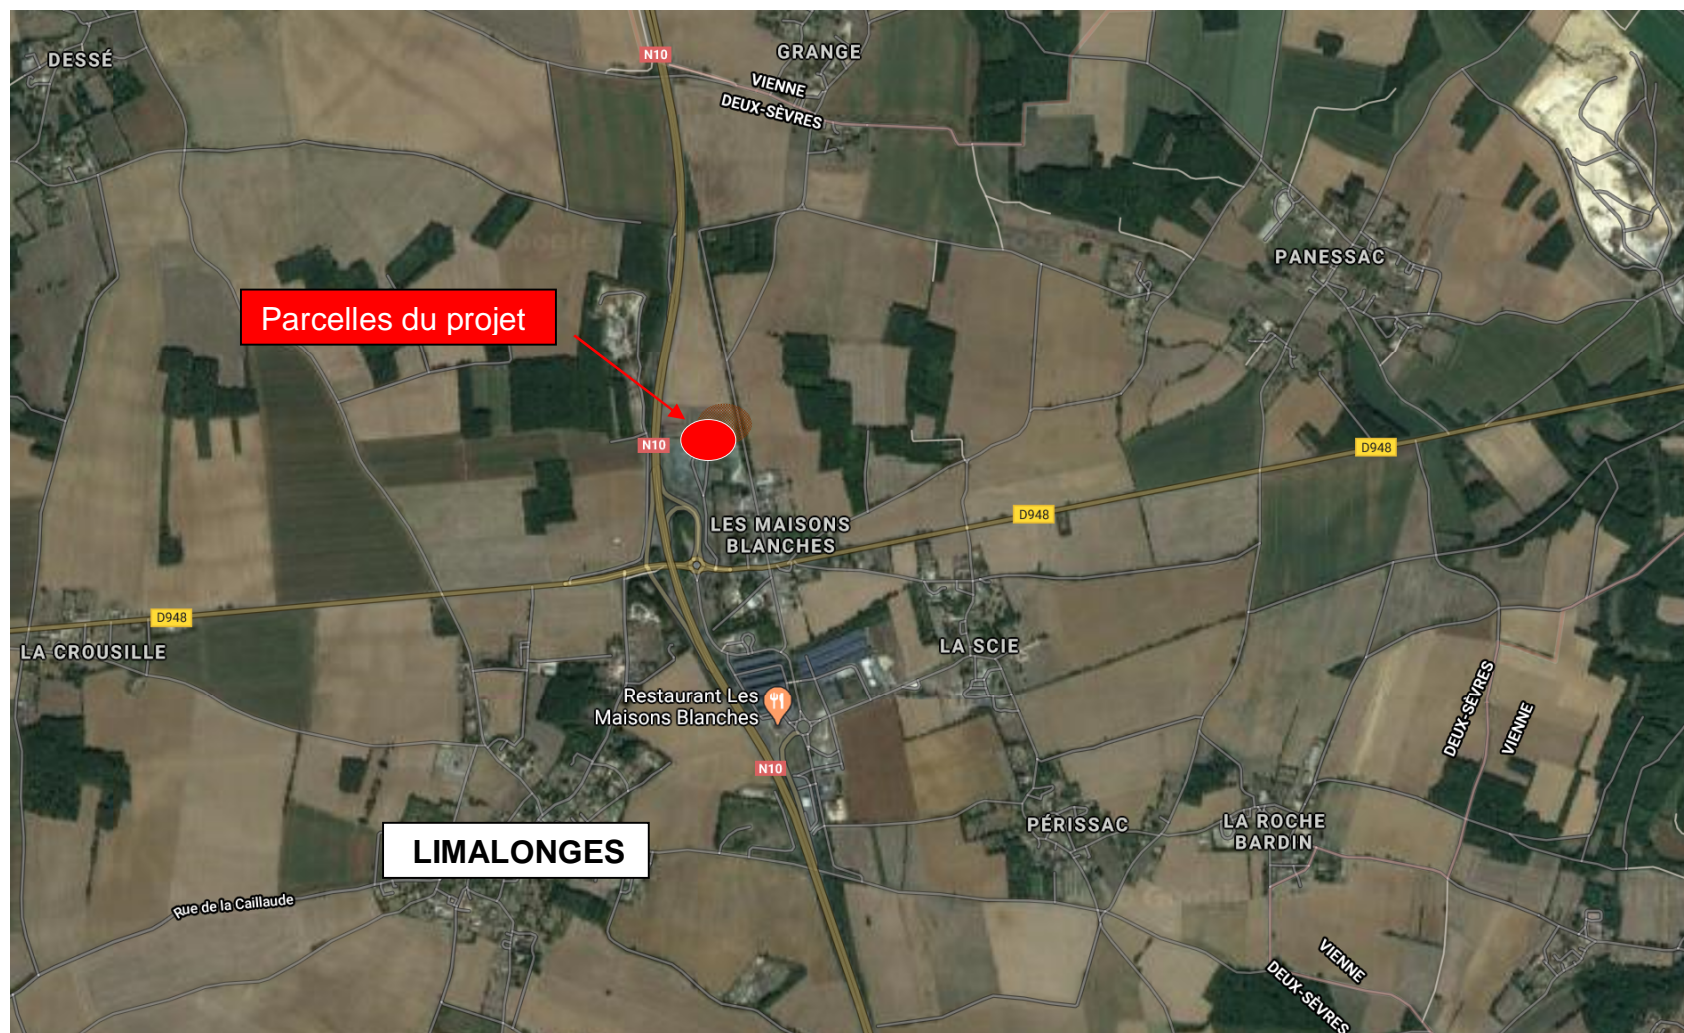 DESSÉ
N10
GRANGE
VIENNE
DEUX-SÈVRES
PANESSAC
Parcelles du projet
N10
D948
D948
LES MAISONS
BLANCHES
D948
LA CROUSILLE
LA SCIE
Restaurant Les
Maisons Blanches
DEUX-SÈVRES
VIENNE
N10
PÉRISSAC
LA ROCHE
BARDIN
LIMALONGES
Rue de la Caillaude
VIENNE
DEUX-SÈVRES